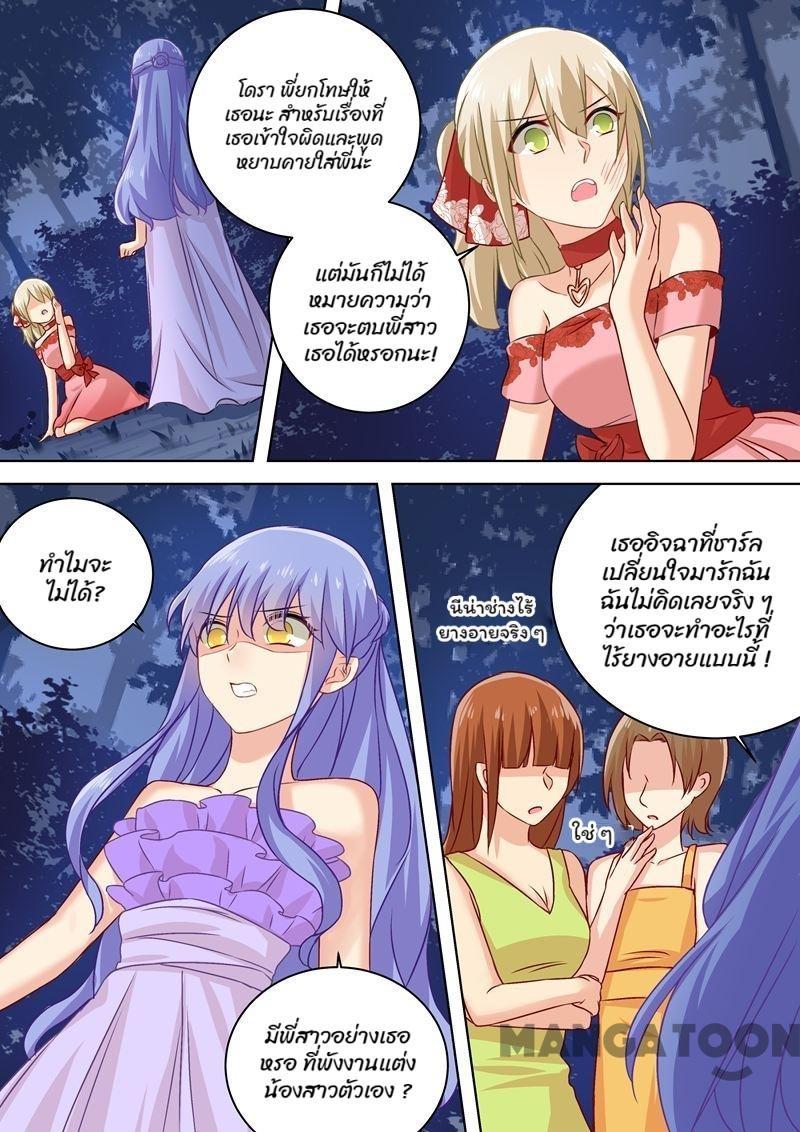 โดรา พี่ยกโทษให้
เธอนะ สำหรับเรื่องที่
เธอเข้าใจผิดและพูด
หยาบคายใส่พี่น่ะ
แต่มันก็ไม่ได้
หมายความว่า
เธอจะตบพี่สาว
เธอได้หรอกนะ!
ทำไมจะ
ไม่ได้?
มีพี่สาวอย่างเธอ
หรอ ที่พังงานแต่ง
น้องสาวตัวเอง ?
เธออิจฉาที่ชาร์ล
เปลี่ยนใจมารักฉัน
ฉันไม่คิดเลยจริง ๆ
ว่าเธอจะทำอะไรที่
ไร้ยางอายแบบนี้ !
นีน่าช่างไร้
ยางอายจริง ๆ
ใช่ ๆ
MANGATOON